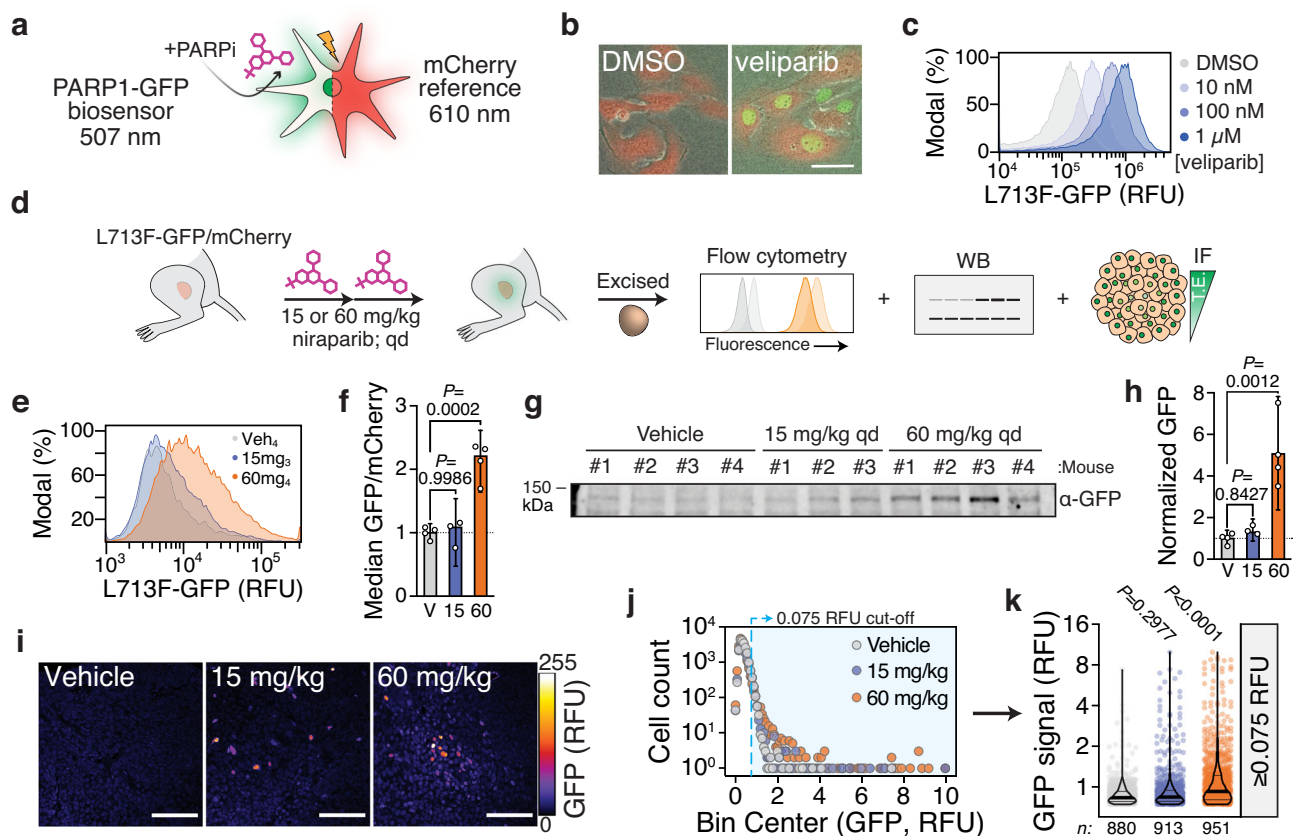 a
+PARPi
PARP1-GFP
biosensor
507 nm
mCherry
reference
610 nm
b
DMSO
veliparib
c
Modal (%)
100
50
0
10⁴
10⁵
10⁶
L713F-GFP (RFU)
DMSO
10 nM
100 nM
1 µM
[veliparib]
d
L713F-GFP/mCherry
15 or 60 mg/kg
niraparib; qd
Excised
Flow cytometry
Fluorescence
+
WB
+
IF
T.E.
e
Modal (%)
100
80
60
40
20
10³
10⁴
10⁵
L713F-GFP (RFU)
Veh₄
15mg₃
60mg₄
f
Median GFP/mCherry
3
2
1
0
P=
0.0002
P=
0.9986
V 15 60
g
Vehicle 15 mg/kg qd 60 mg/kg qd
#1 #2 #3 #4 #1 #2 #3 #1 #2 #3 #4 :Mouse
150
kDa
α-GFP
h
Normalized GFP
8
6
4
2
0
P=
0.0012
P=
0.8427
V 15 60
i
Vehicle
15 mg/kg
60 mg/kg
255
0
GFP (RFU)
j
0.075 RFU cut-off
Cell count
10⁴
10³
10²
10¹
10⁰
Vehicle
15 mg/kg
60 mg/kg
0 2 4 6 8 10
Bin Center (GFP, RFU)
k
P=0.2977
P<0.0001
GFP signal (RFU)
16
8
4
2
1
≥0.075 RFU
n: 880 913 951